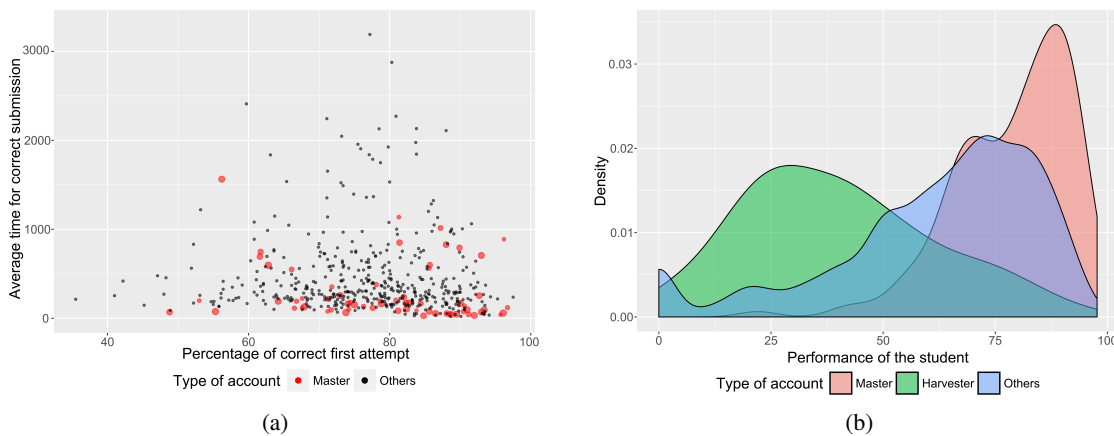 3000
2000
1000
0
Average time for correct submission
40
60
80
100
Percentage of correct first attempt
Type of account Master Others
(a)
0.03
0.02
0.01
0.00
Density
0
25
50
75
100
Performance of the student
Type of account Master Harvester Others
(b)